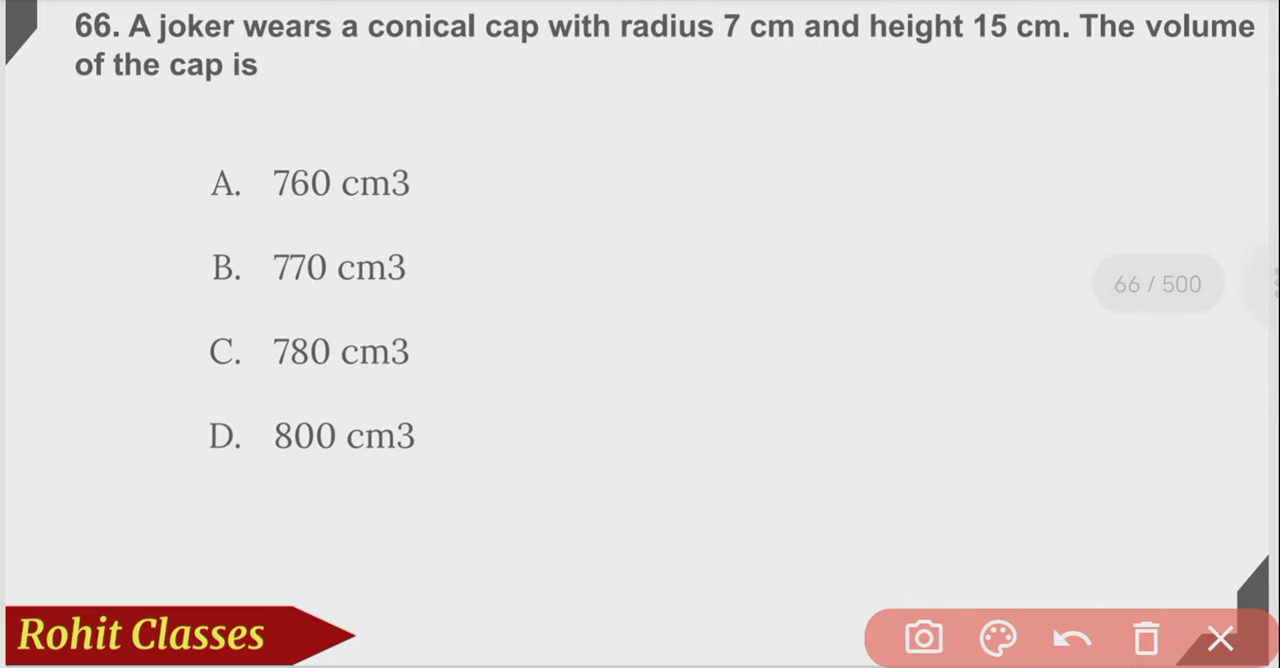 66. A joker wears a conical cap with radius 7 cm and height 15 cm. The volume
of the cap is
A. 760 cm3
B. 770 cm3
66 / 500
C. 780 cm3
D. 800 cm3
Rohit Classes